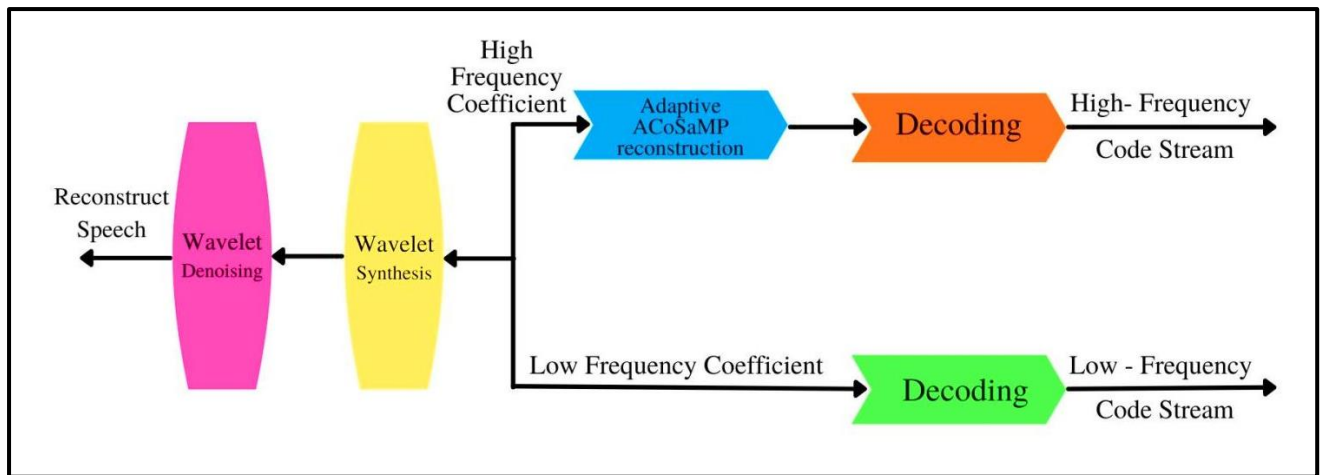 High
Frequency
Coefficient
Adaptive
ACoSaMP
reconstruction
Decoding
High- Frequency
Code Stream
Reconstruct
Speech
Wavelet
Denoising
Wavelet
Synthesis
Low Frequency Coefficient
Decoding
Low - Frequency
Code Stream